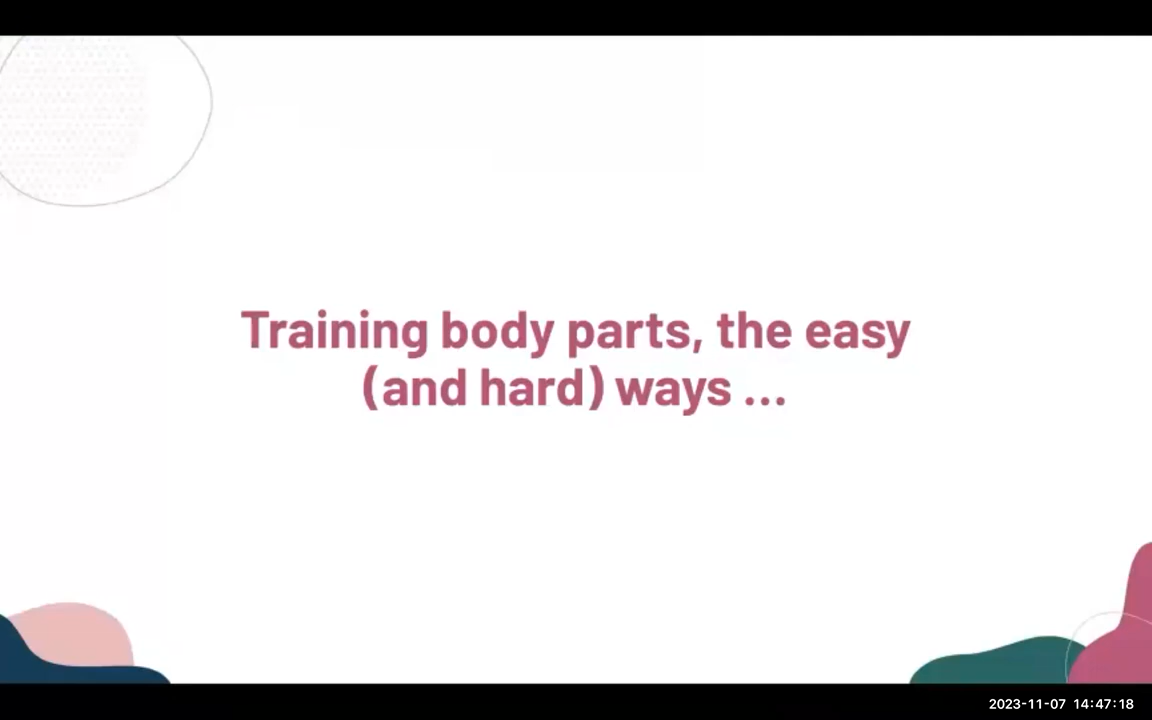 Training body parts, the easy
(and hard) ways ...
2023-11-07 14:47:18